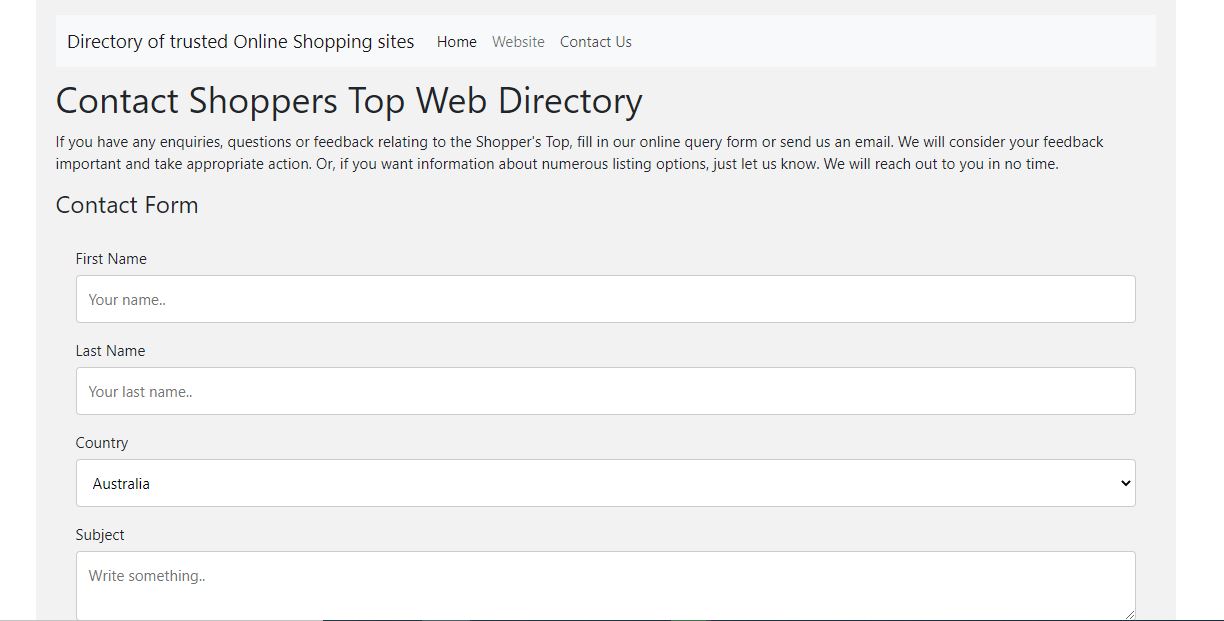 Directory of trusted Online Shopping sites Home Website Contact Us
Contact Shoppers Top Web Directory
If you have any enquiries, questions or feedback relating to the Shopper's Top, fill in our online query form or send us an email. We will consider your feedback
important and take appropriate action. Or, if you want information about numerous listing options, just let us know. We will reach out to you in no time.
Contact Form
First Name
Your name..
Last Name
Your last name..
Country
Australia
Subject
Write something..